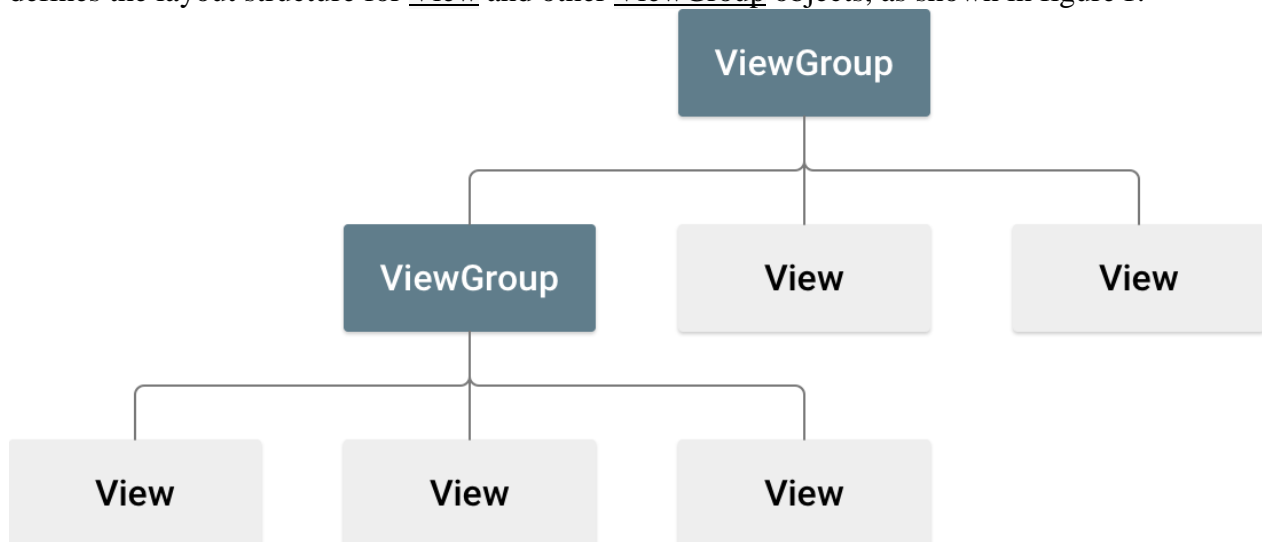 defines the layout structure for View and other ViewGroup objects, as shown in figure 1.
ViewGroup
ViewGroup View View
View View View